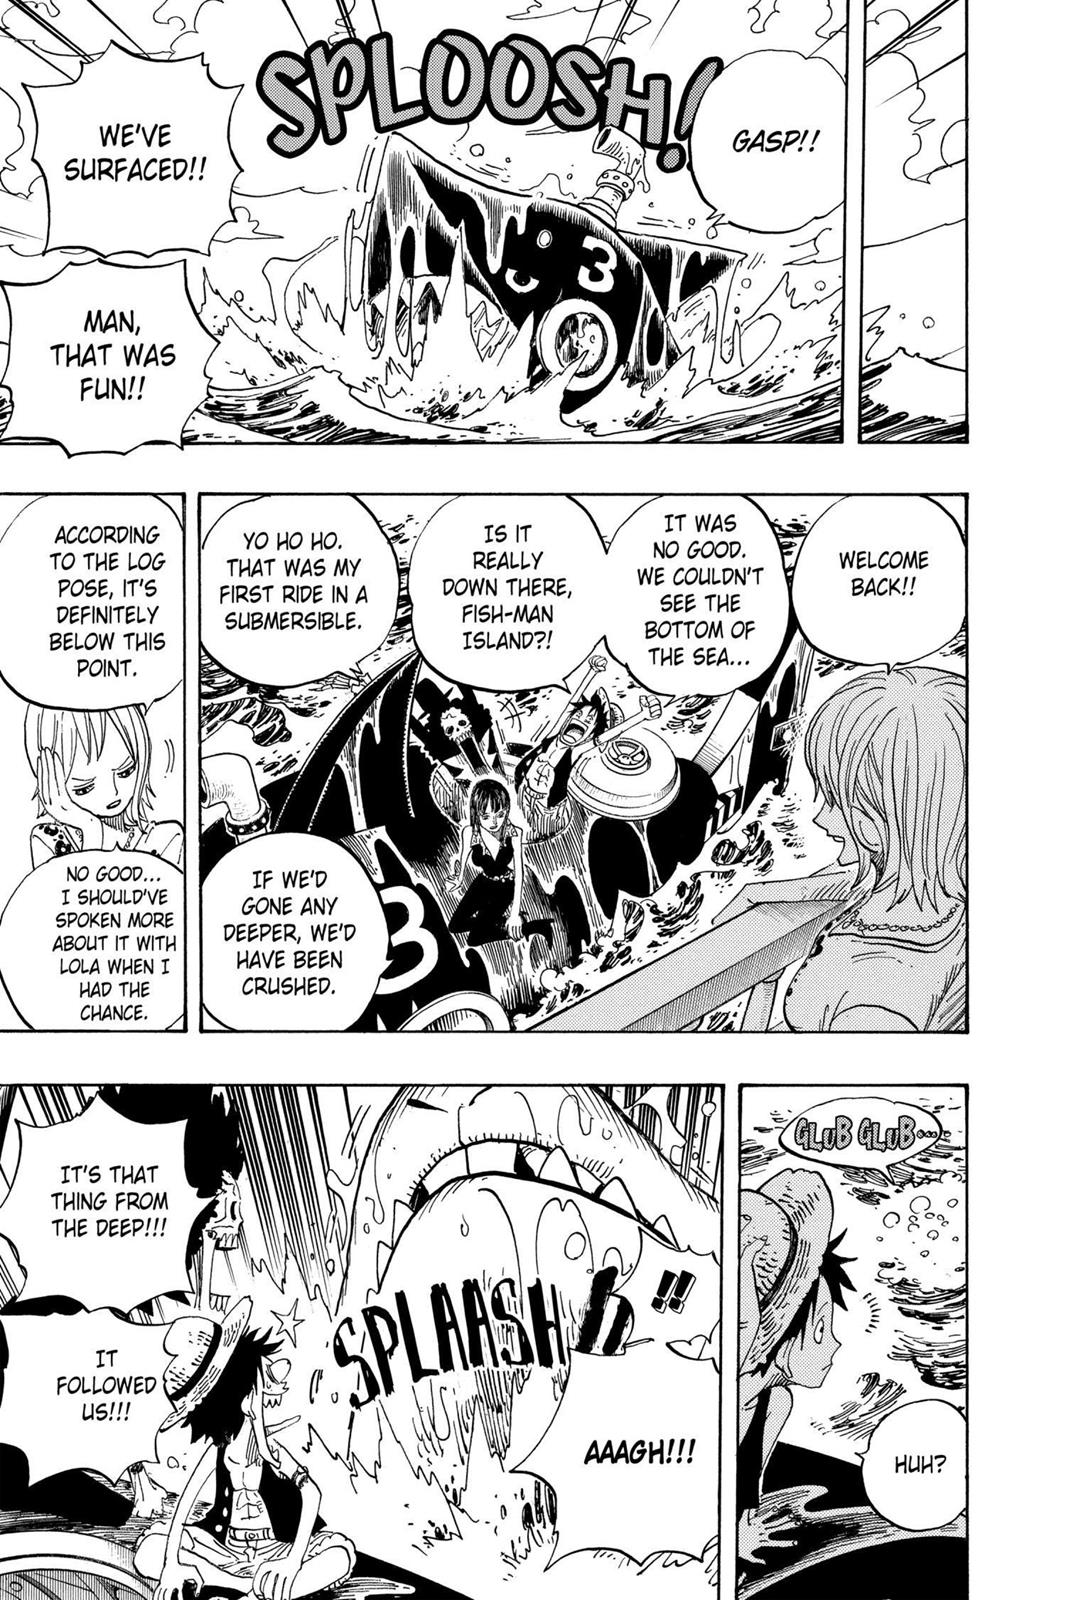 GASP!!
SPLOOSH!
WE'VE
SURFACED!!
MAN,
THAT WAS
FUN!!
3
WELCOME
BACK!!
IT WAS
NO GOOD.
WE COULDN'T
SEE THE
BOTTOM OF
THE SEA...
IS IT
REALLY
DOWN THERE,
FISH-MAN
ISLAND?!
YO HO HO.
THAT WAS MY
FIRST RIDE IN A
SUBMERSIBLE.
IF WE'D
GONE ANY
DEEPER, WE'D
HAVE BEEN
CRUSHED.
3
ACCORDING
TO THE LOG
POSE, IT'S
DEFINITELY
BELOW THIS
POINT.
NO GOOD...
I SHOULD'VE
SPOKEN MORE
ABOUT IT WITH
LOLA WHEN I
HAD THE
CHANCE.
GLUB GLUB...
HUH?
!!
SPLAASH
AAAGH!!!
IT'S THAT
THING FROM
THE DEEP!!!
IT
FOLLOWED
US!!!